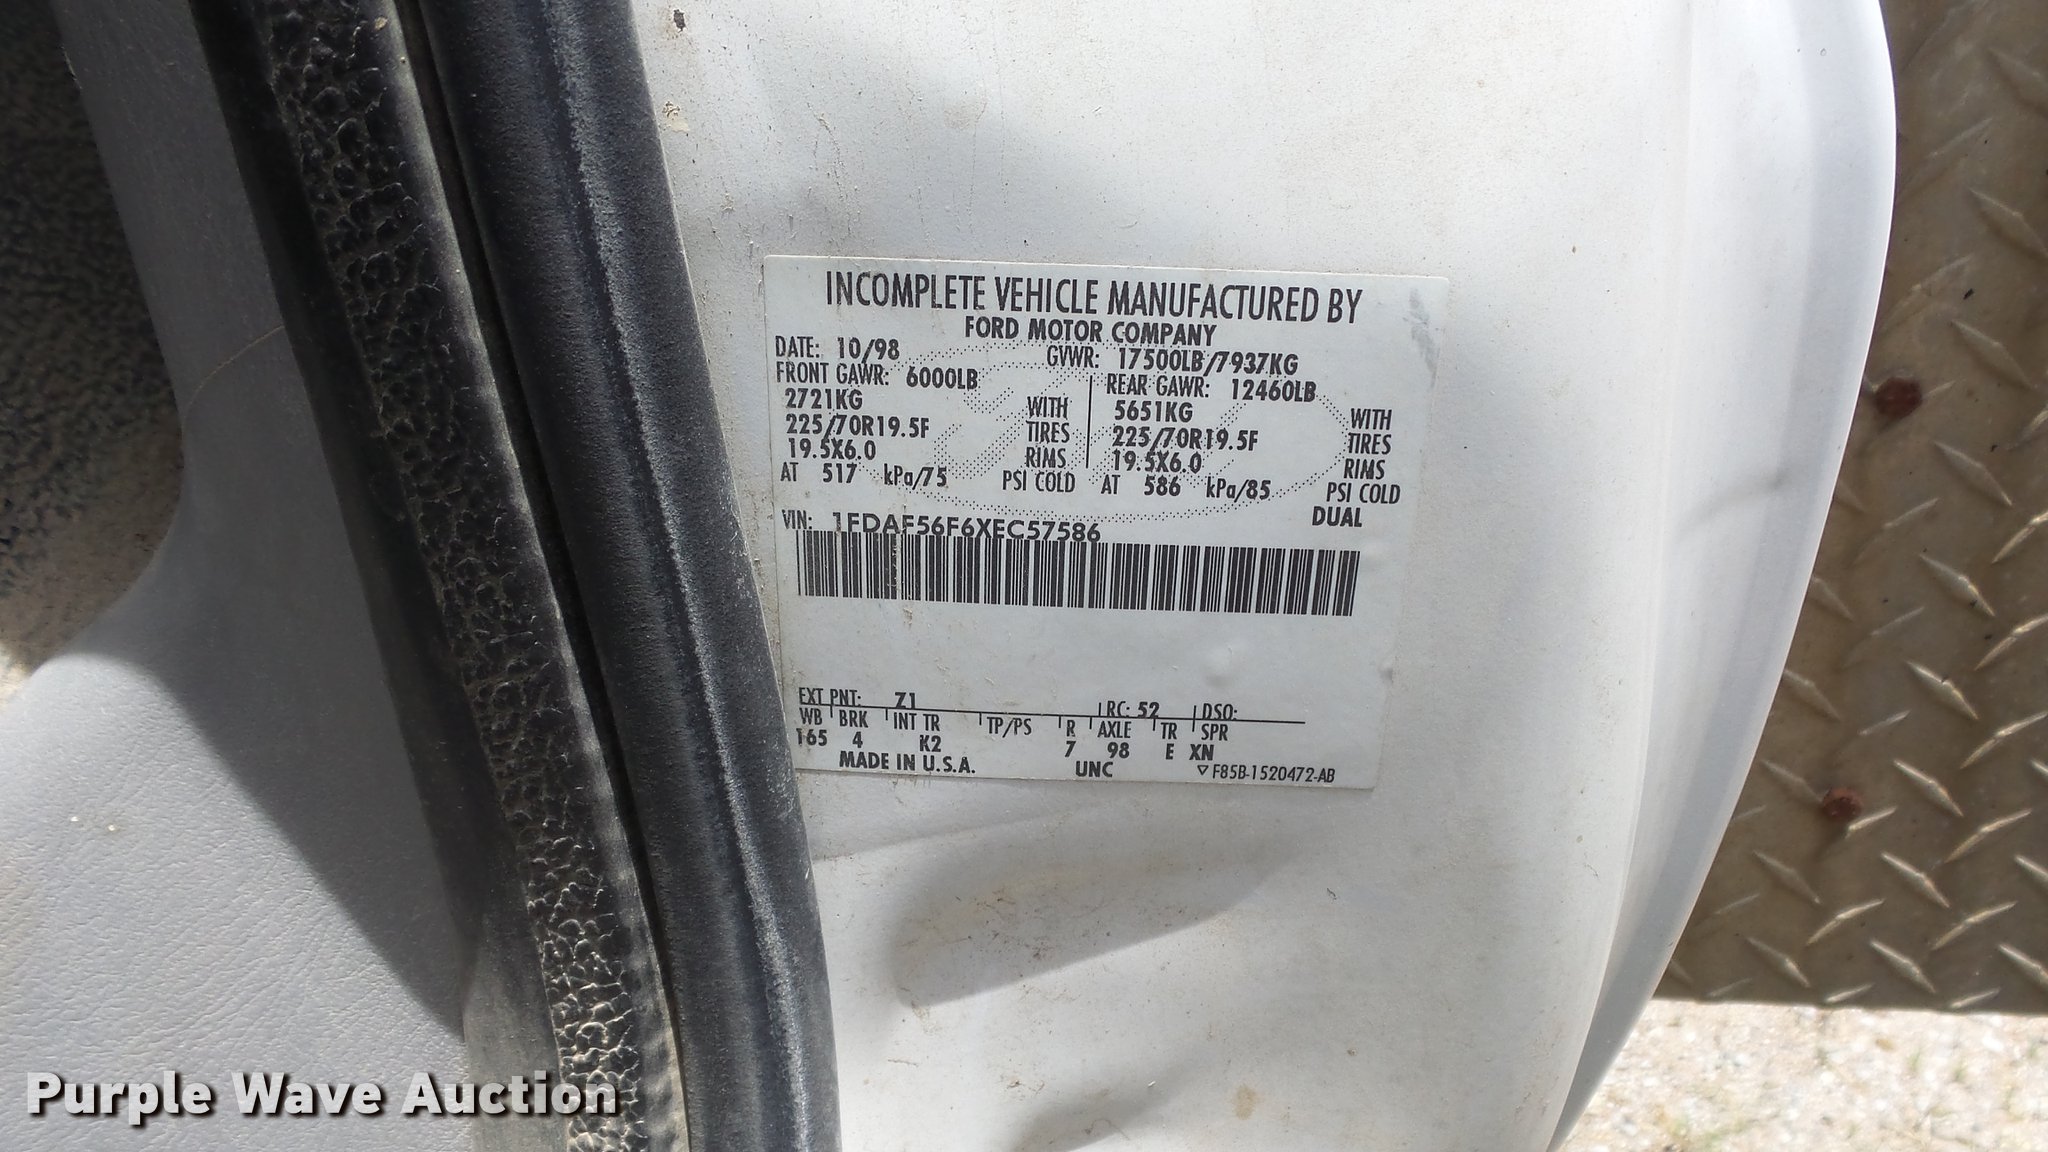 INCOMPLETE VEHICLE MANUFACTURED BY
FORD MOTOR COMPANY
DATE: 10/98 GVWR: 17500LB/7937KG
FRONT GAWR: 6000LB REAR GAWR: 12460LB
2721KG WITH 5651KG WITH
225/70R19.5F TIRES 225/70R19.5F TIRES
19.5X6.0 RIMS 19.5X6.0 RIMS
AT 517 kPa/75 PSI COLD AT 586 kPa/85 PSI COLD
DUAL
VIN: 1FDAF56F6XEC57586
EXT PNT: Z1 RC: 52 DSO:
WB BRK INT TR TP/PS R AXLE TR SPR
165 4 K2 7 98 E XN
MADE IN U.S.A. UNC ▽F85B-1520472-AB
Purple Wave Auction